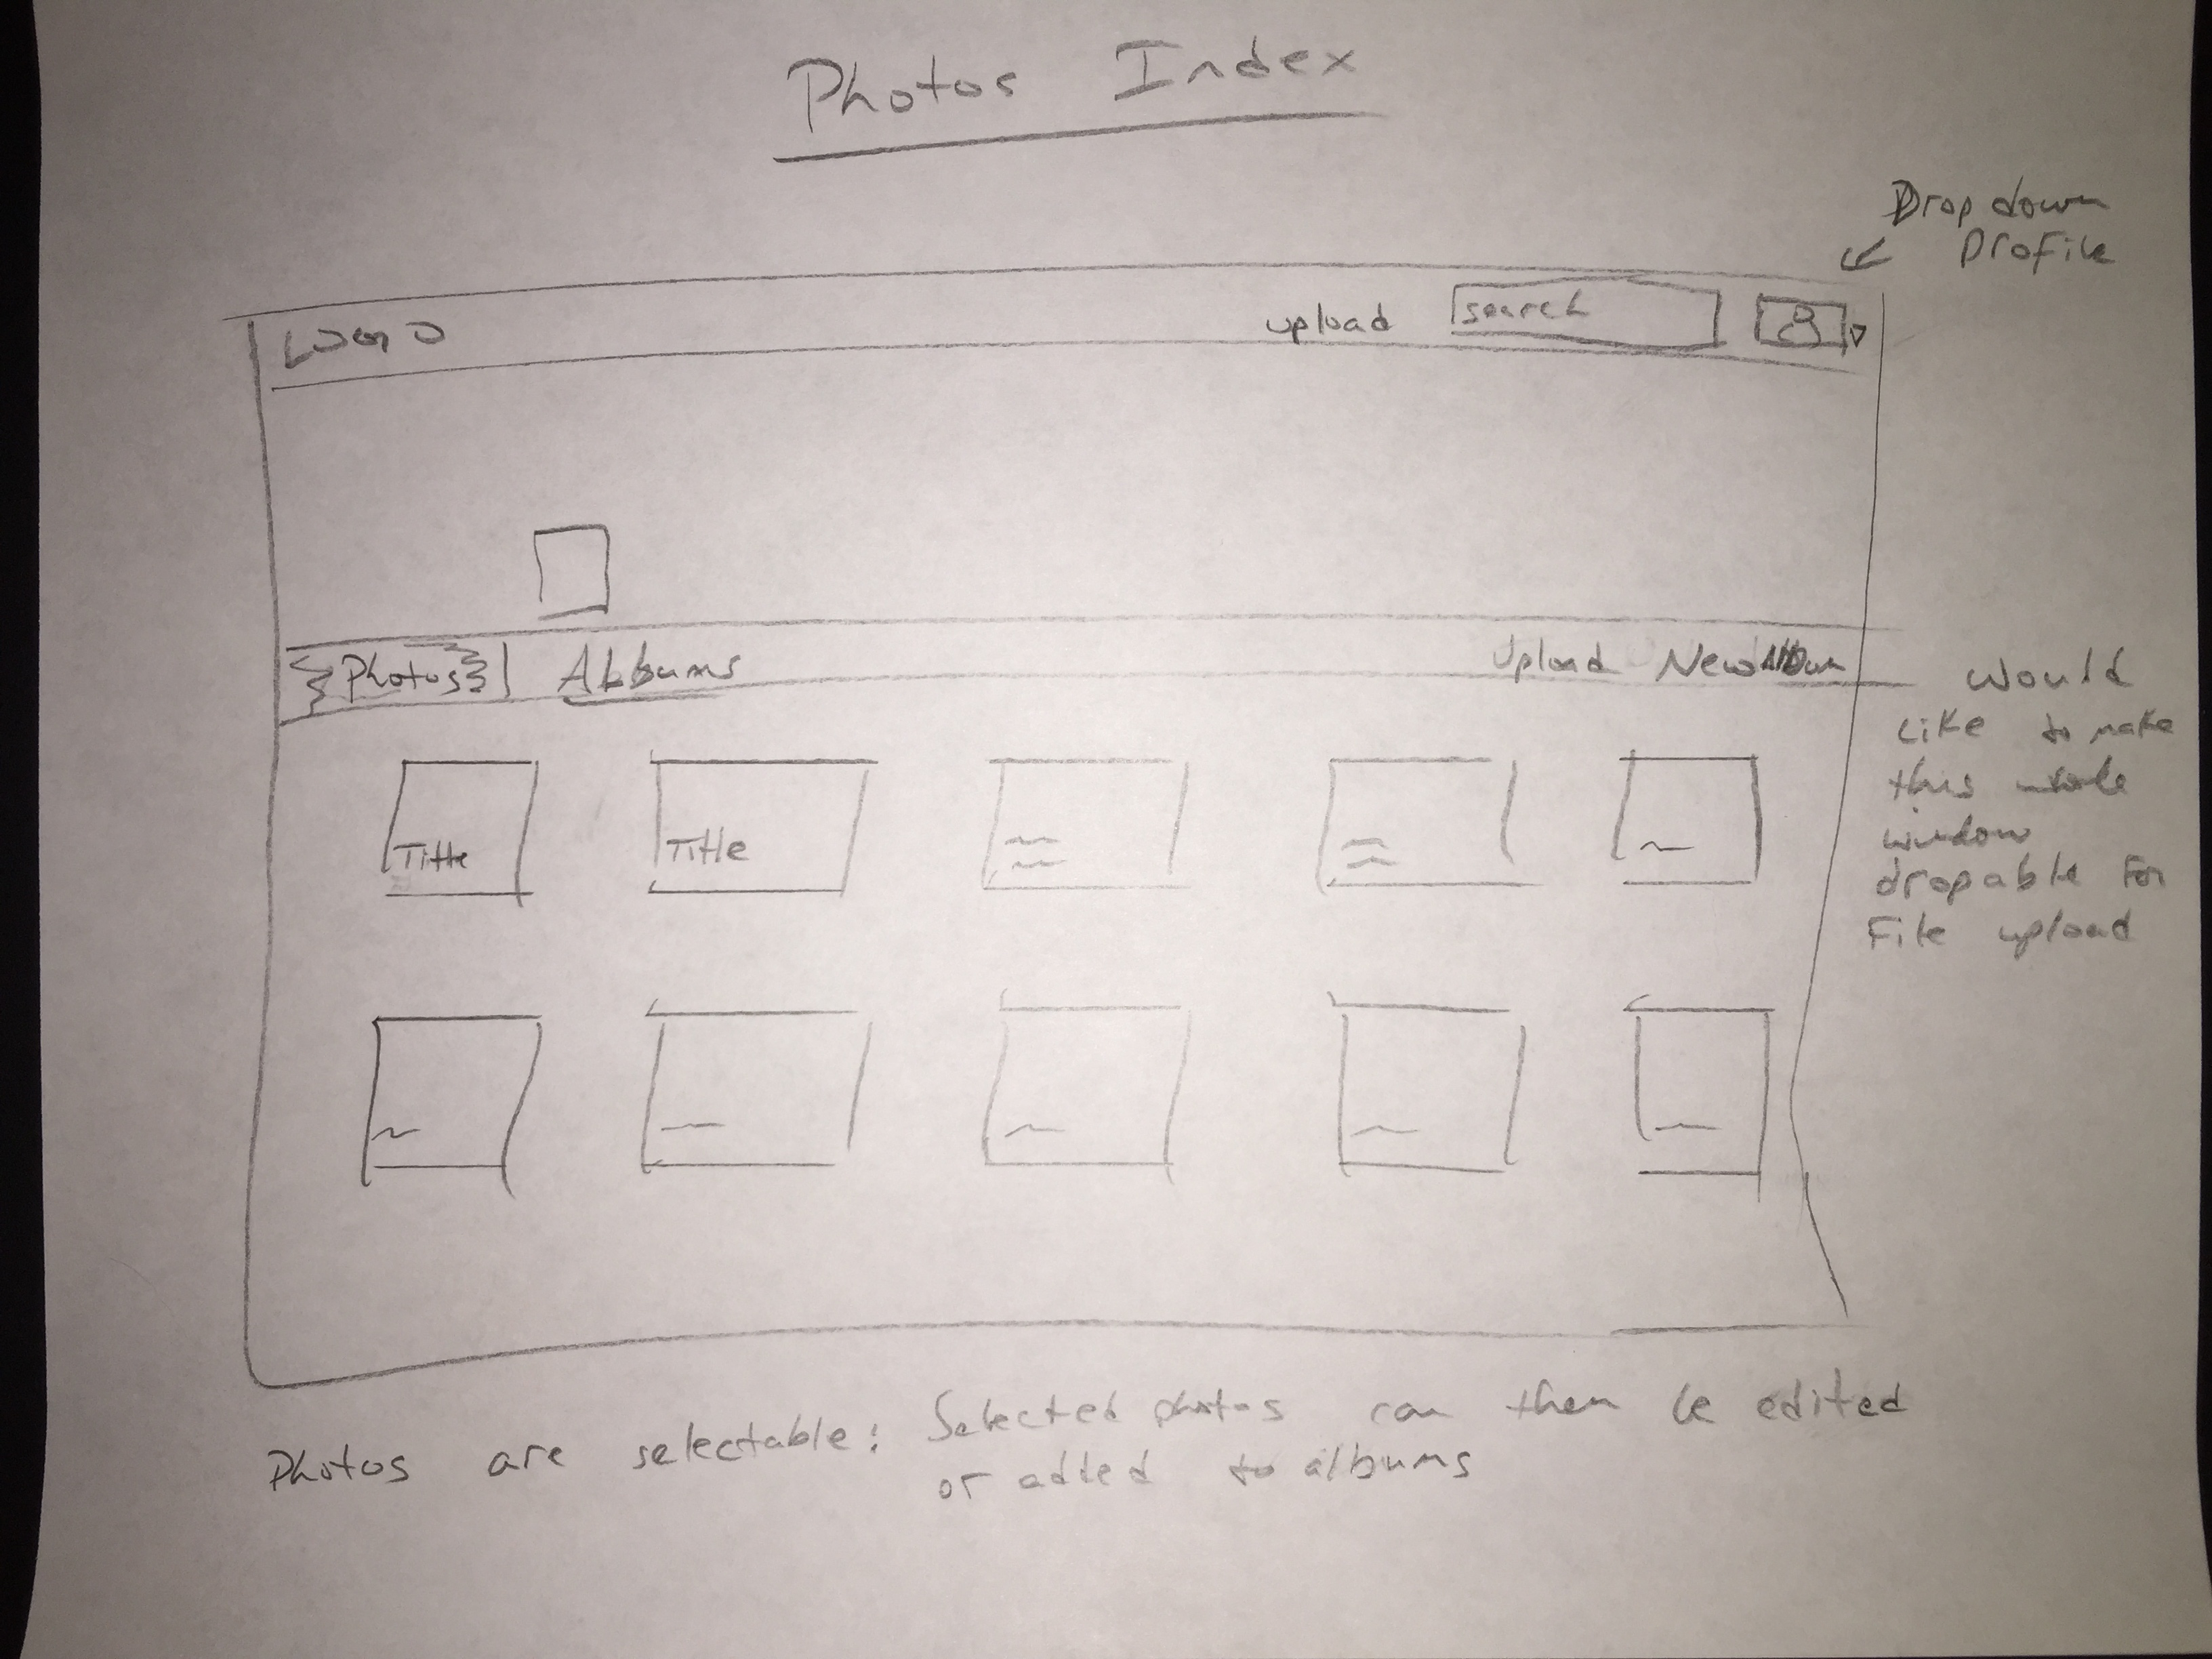 Photos Index
Drop down
Profile
LOGO
upload
search
Photos
Albums
Upload
New Album
would
like to make
this whole
window
dropable for
file upload
Title
Title
Photos are selectable: Selected photos can then be edited
or added to albums